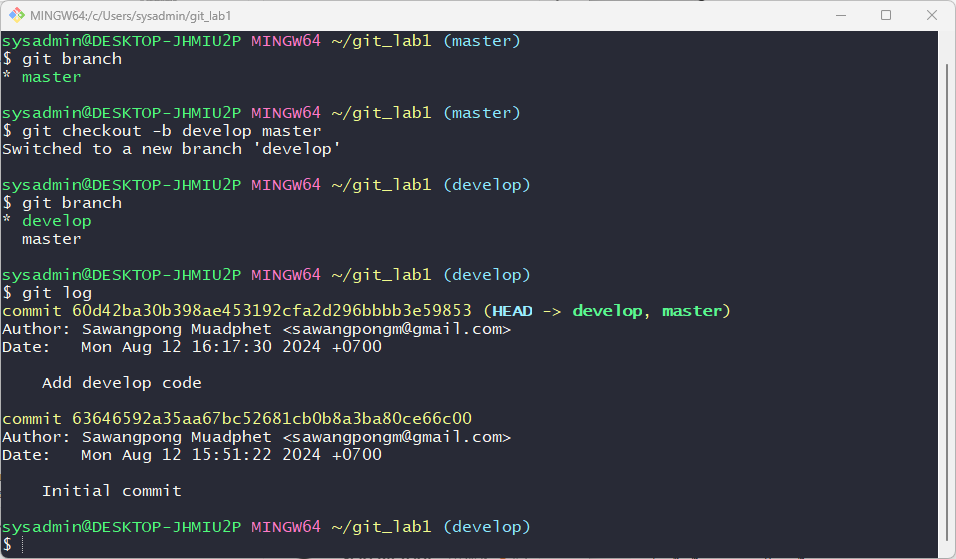 MINGW64:/c/Users/sysadmin/git_lab1
sysadmin@DESKTOP-JHMIU2P MINGW64 ~/git_lab1 (master)
$ git branch
* master
sysadmin@DESKTOP-JHMIU2P MINGW64 ~/git_lab1 (master)
$ git checkout -b develop master
Switched to a new branch 'develop'
sysadmin@DESKTOP-JHMIU2P MINGW64 ~/git_lab1 (develop)
$ git branch
* develop
  master
sysadmin@DESKTOP-JHMIU2P MINGW64 ~/git_lab1 (develop)
$ git log
commit 60d42ba30b398ae453192cfa2d296bbbb3e59853 (HEAD -> develop, master)
Author: Sawangpong Muadphet <sawangpongm@gmail.com>
Date:   Mon Aug 12 16:17:30 2024 +0700
    Add develop code
commit 63646592a35aa67bc52681cb0b8a3ba80ce66c00
Author: Sawangpong Muadphet <sawangpongm@gmail.com>
Date:   Mon Aug 12 15:51:22 2024 +0700
    Initial commit
sysadmin@DESKTOP-JHMIU2P MINGW64 ~/git_lab1 (develop)
$